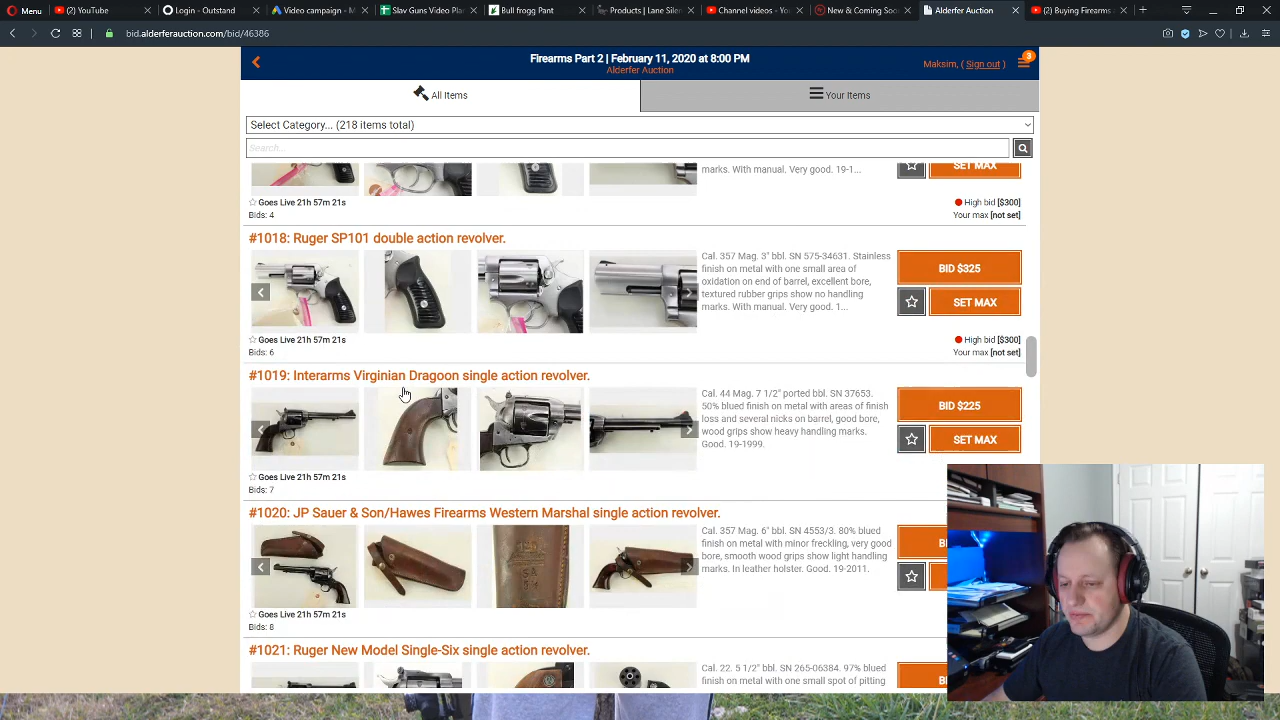 Menu
(2) YouTube
Login - Outstand
Video campaign - M
Slav Guns Video Plan
Bull frogg Pant
Products | Lane Silen
Channel videos - Yo
New & Coming Soon
Alderfer Auction
(2) Buying Firearms
bid.alderferauction.com/bid/46386
Firearms Part 2 | February 11, 2020 at 8:00 PM
Alderfer Auction
Maksim, ( Sign out )
3
All Items
Your Items
Select Category... (218 items total)
Search...
marks. With manual. Very good. 19-1...
SET MAX
Goes Live 21h 57m 21s
Bids: 4
High bid [$300]
Your max [not set]
#1018: Ruger SP101 double action revolver.
Cal. 357 Mag. 3" bbl. SN 575-34631. Stainless
finish on metal with one small area of
oxidation on end of barrel, excellent bore,
textured rubber grips show no handling
marks. With manual. Very good. 1...
BID $325
SET MAX
Goes Live 21h 57m 21s
Bids: 6
High bid [$300]
Your max [not set]
#1019: Interarms Virginian Dragoon single action revolver.
Cal. 44 Mag. 7 1/2" ported bbl. SN 37653.
50% blued finish on metal with areas of finish
loss and several nicks on barrel, good bore,
wood grips show heavy handling marks.
Good. 19-1999.
BID $225
SET MAX
Goes Live 21h 57m 21s
Bids: 7
#1020: JP Sauer & Son/Hawes Firearms Western Marshal single action revolver.
Cal. 357 Mag. 6" bbl. SN 4553/3. 80% blued
finish on metal with minor freckling, very good
bore, smooth wood grips show light handling
marks. In leather holster. Good. 19-2011.
Goes Live 21h 57m 21s
Bids: 8
#1021: Ruger New Model Single-Six single action revolver.
Cal. 22. 5 1/2" bbl. SN 265-06384. 97% blued
finish on metal with one small spot of pitting